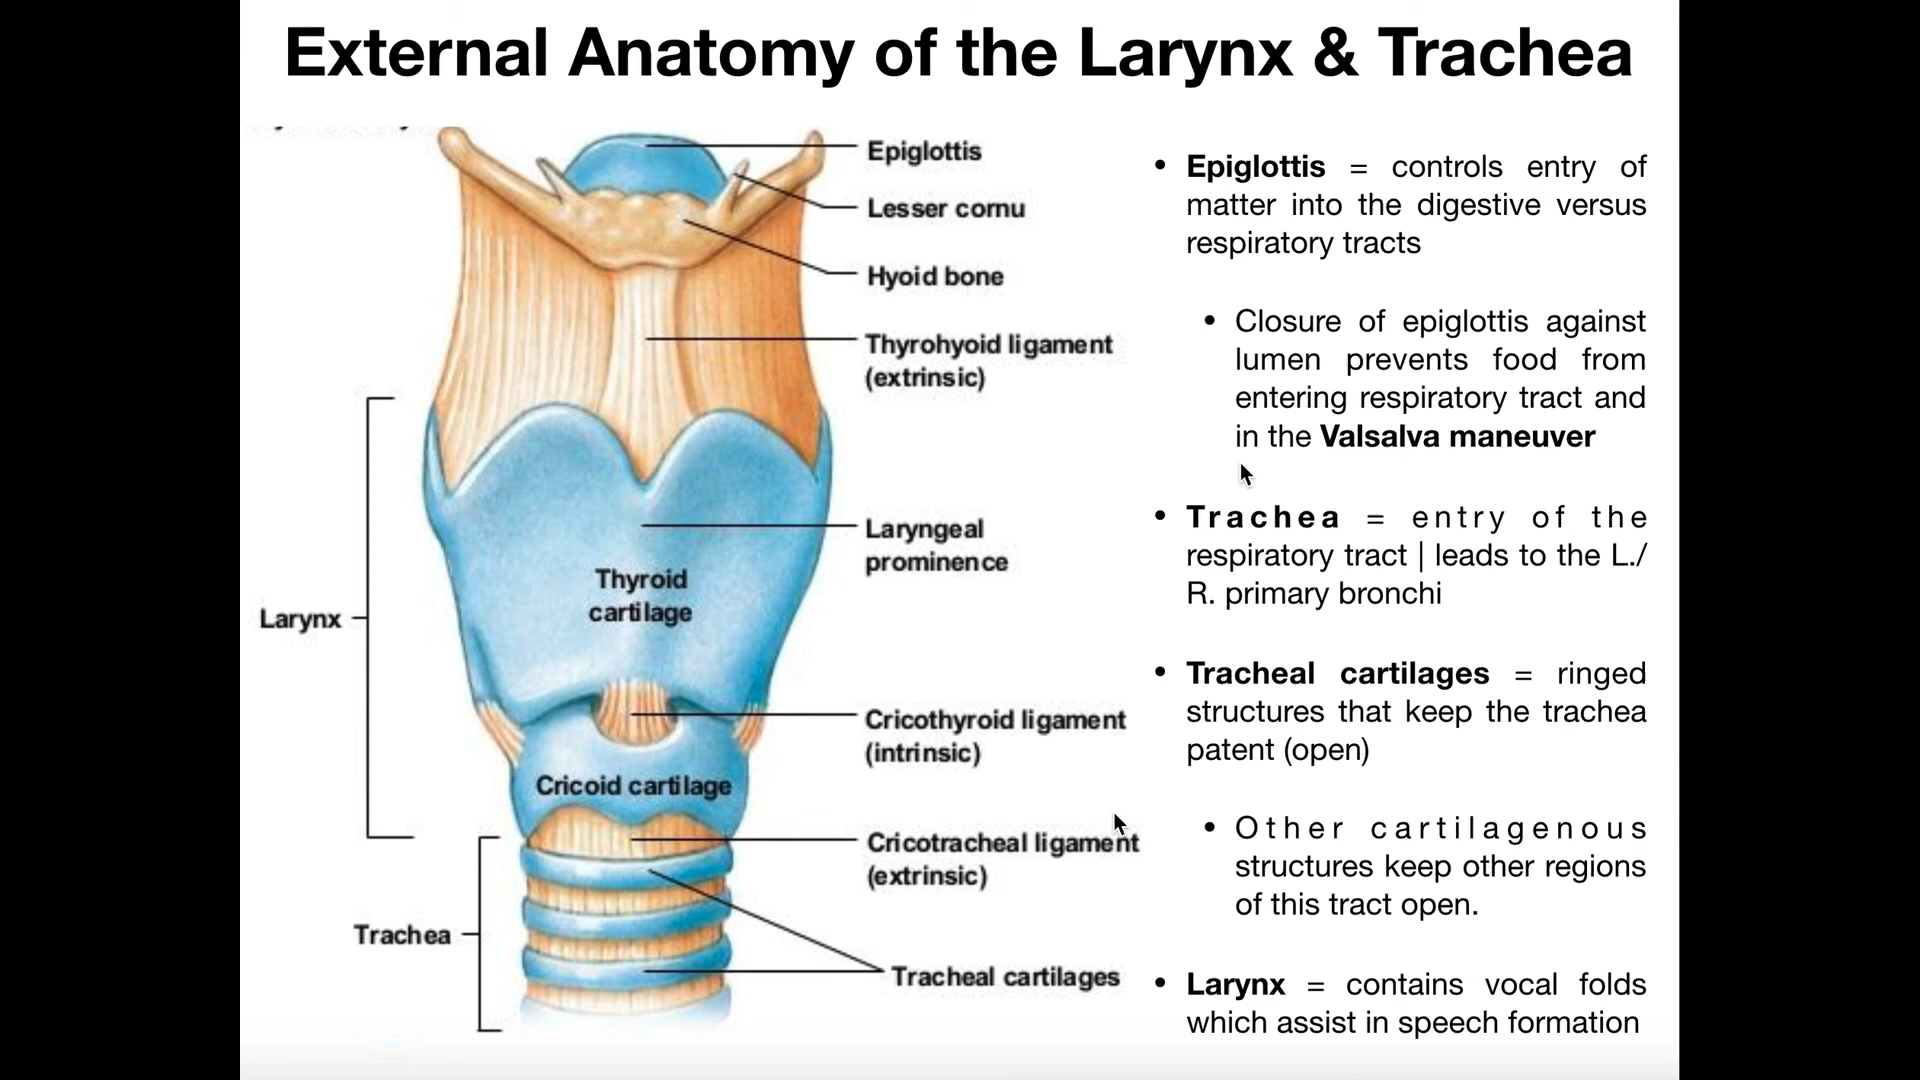 External Anatomy of the Larynx & Trachea
Epiglottis
Lesser cornu
Hyoid bone
Thyrohyoid ligament
(extrinsic)
Laryngeal
prominence
Thyroid
cartilage
Larynx
Cricothyroid ligament
(intrinsic)
Cricoid cartilage
Cricotracheal ligament
(extrinsic)
Trachea
Tracheal cartilages
• Epiglottis = controls entry of
matter into the digestive versus
respiratory tracts
• Closure of epiglottis against
lumen prevents food from
entering respiratory tract and
in the Valsalva maneuver
• Trachea = entry of the
respiratory tract | leads to the L./
R. primary bronchi
• Tracheal cartilages = ringed
structures that keep the trachea
patent (open)
• Other cartilagenous
structures keep other regions
of this tract open.
• Larynx = contains vocal folds
which assist in speech formation